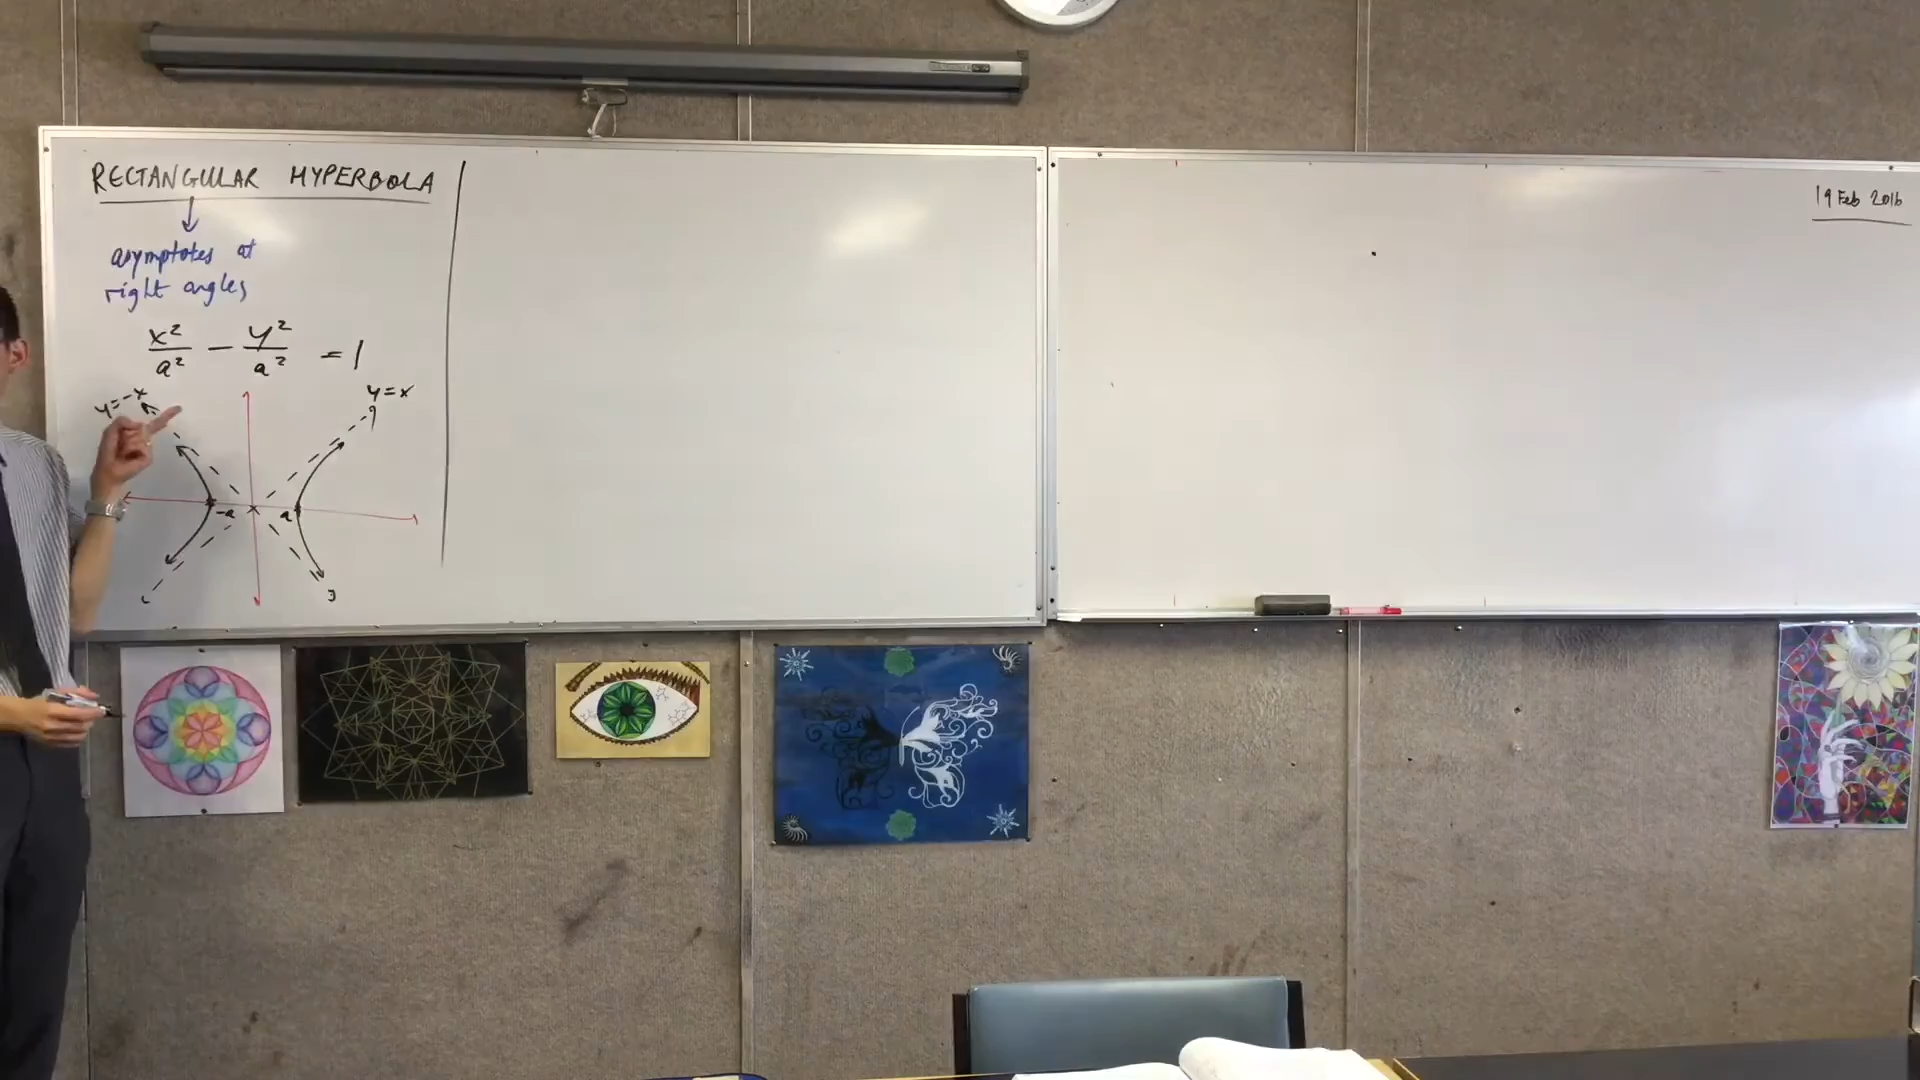 RECTANGULAR HYPERBOLA
asymptotes at
right angles
x²/a² - y²/a² = 1
y=-x
y=x
-a
a
19 Feb 2016